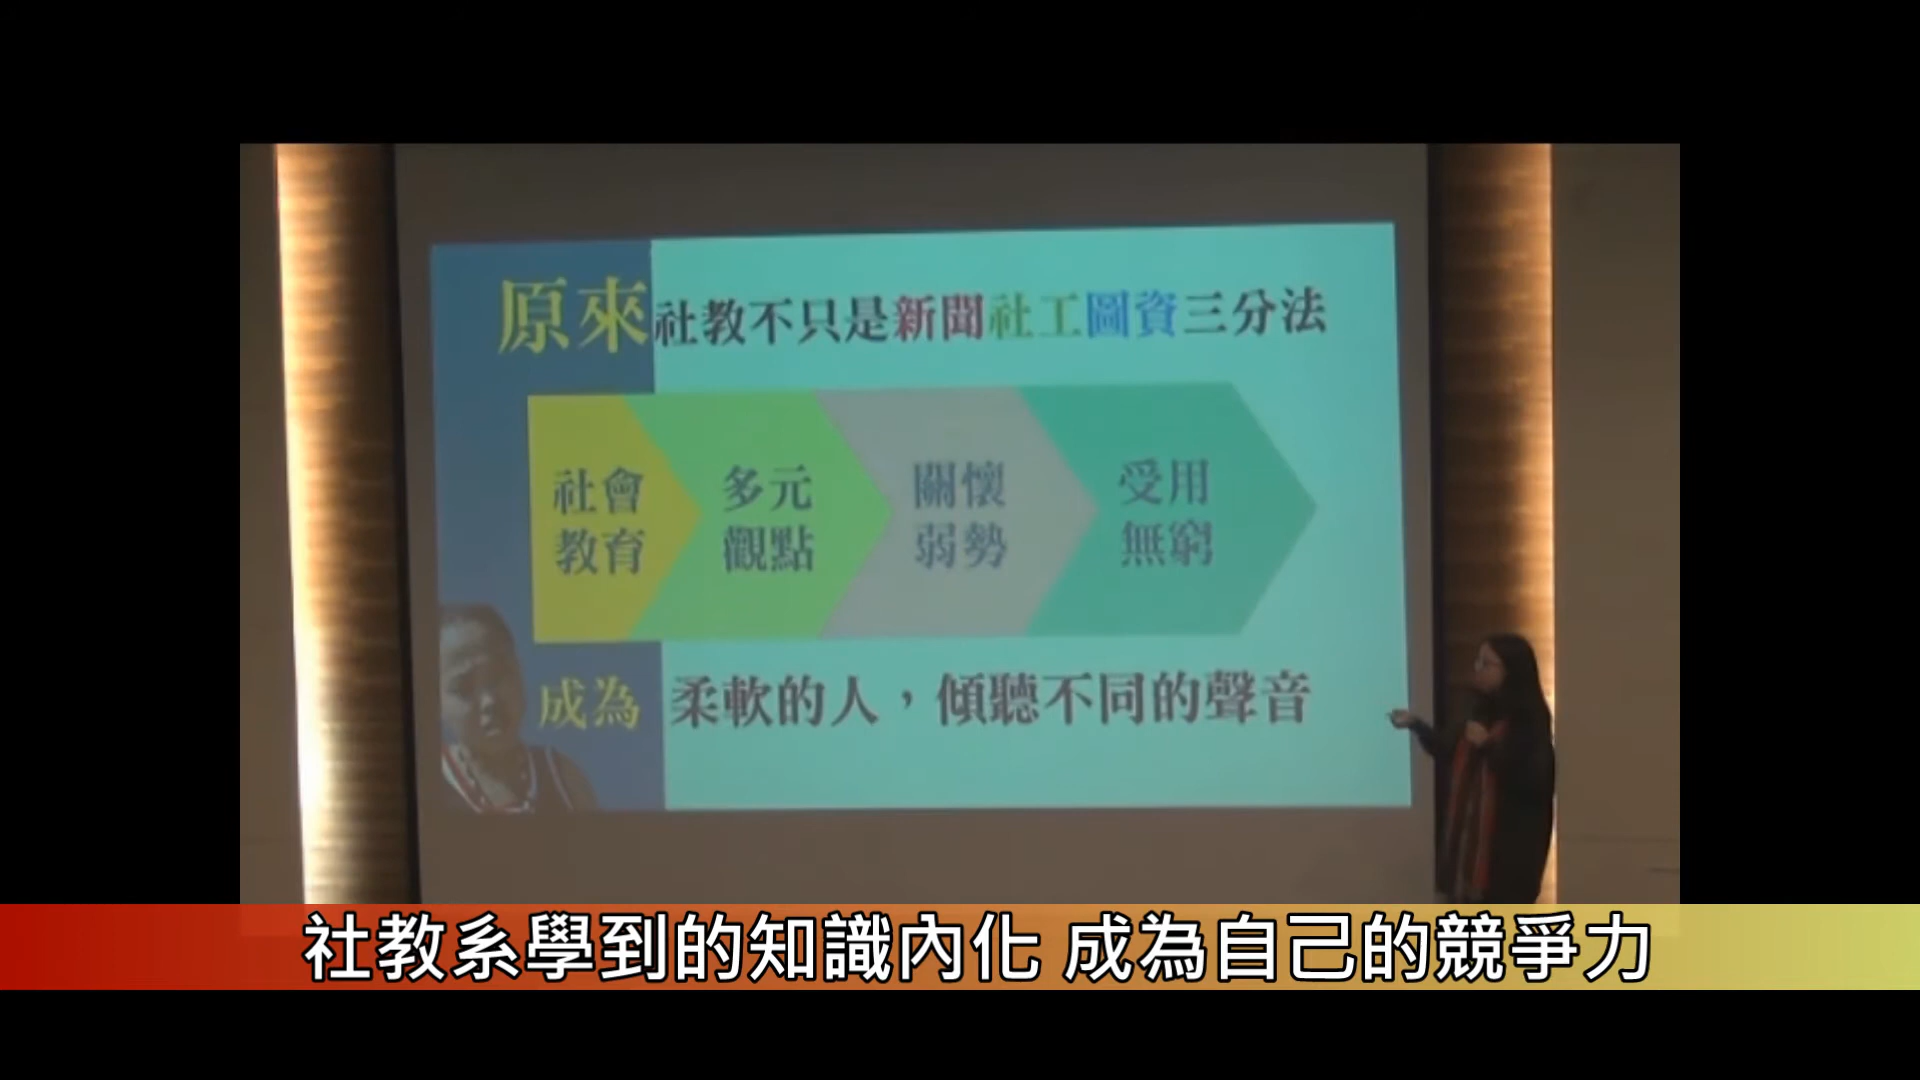 原來社教不只是新聞社工圖資三分法
社會
教育
多元
觀點
關懷
弱勢
受用
無窮
成為 柔軟的人，傾聽不同的聲音
社教系學到的知識內化 成為自己的競爭力